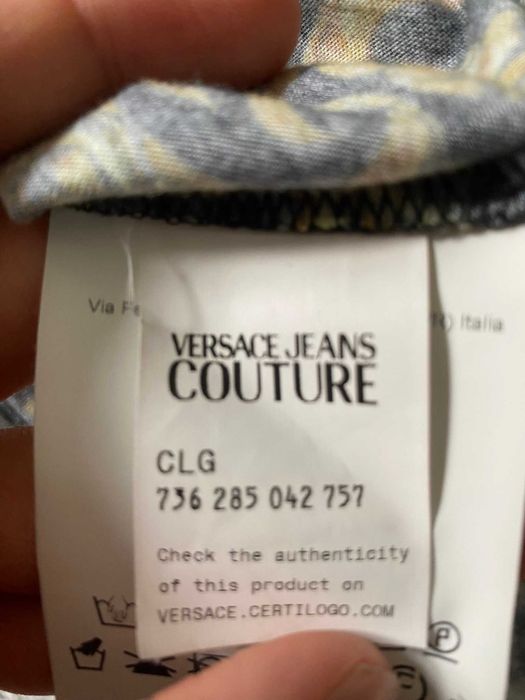 Via
R) Italia
VERSACE JEANS
COUTURE
CLG
736 285 042 757
Check the authenticity
of this product on
VERSACE.CERTILOGO.COM
P